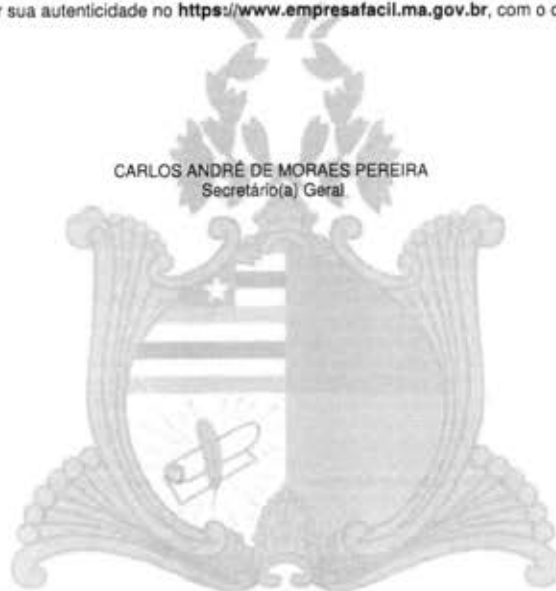 r sua autenticidade no https://www.empresafacil.ma.gov.br, com o c
CARLOS ANDRÉ DE MORAES PEREIRA
Secretário(a) Geral